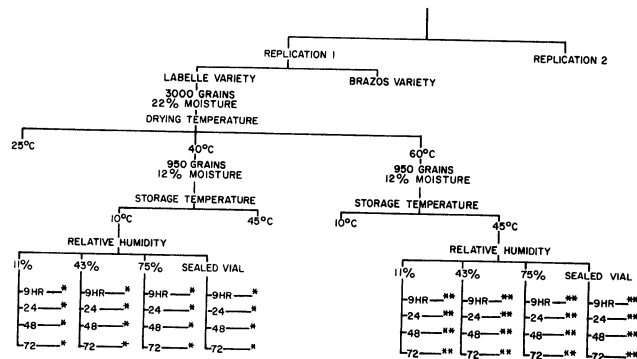 REPLICATION 1
REPLICATION 2
LABELLE VARIETY BRAZOS VARIETY
3000 GRAINS
22% MOISTURE
DRYING TEMPERATURE
25°C 40°C 60°C
950 GRAINS 950 GRAINS
12% MOISTURE 12% MOISTURE
STORAGE TEMPERATURE STORAGE TEMPERATURE
10°C 45°C 10°C 45°C
RELATIVE HUMIDITY RELATIVE HUMIDITY
11% 43% 75% SEALED VIAL 11% 43% 75% SEALED VIAL
9HR * 9HR * 9HR * 9HR * 9HR ** 9HR ** 9HR ** 9HR **
24 * 24 * 24 * 24 * 24 ** 24 ** 24 ** 24 **
48 * 48 * 48 * 48 * 48 ** 48 ** 48 ** 48 **
72 * 72 * 72 * 72 * 72 ** 72 ** 72 ** 72 **